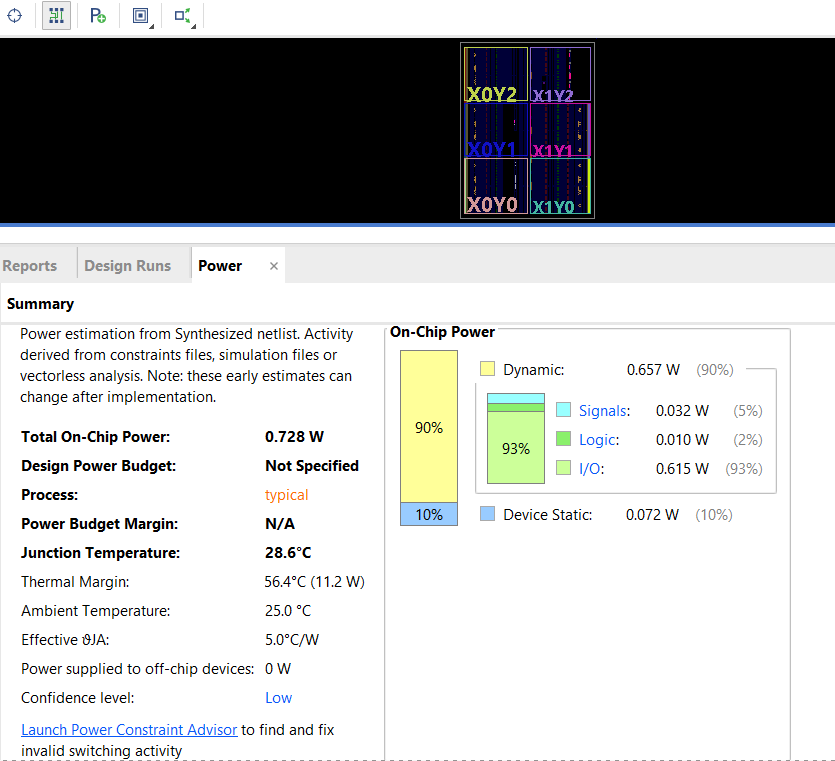 X0Y2 X1Y2
X0Y1 X1Y1
X0Y0 X1Y0
Reports Design Runs Power ×
Summary
Power estimation from Synthesized netlist. Activity
derived from constraints files, simulation files or
vectorless analysis. Note: these early estimates can
change after implementation.
Total On-Chip Power: 0.728 W
Design Power Budget: Not Specified
Process: typical
Power Budget Margin: N/A
Junction Temperature: 28.6°C
Thermal Margin: 56.4°C (11.2 W)
Ambient Temperature: 25.0 °C
Effective ϑJA: 5.0°C/W
Power supplied to off-chip devices: 0 W
Confidence level: Low
Launch Power Constraint Advisor to find and fix
invalid switching activity
On-Chip Power
90%
10%
Dynamic: 0.657 W (90%)
93%
Signals: 0.032 W (5%)
Logic: 0.010 W (2%)
I/O: 0.615 W (93%)
Device Static: 0.072 W (10%)